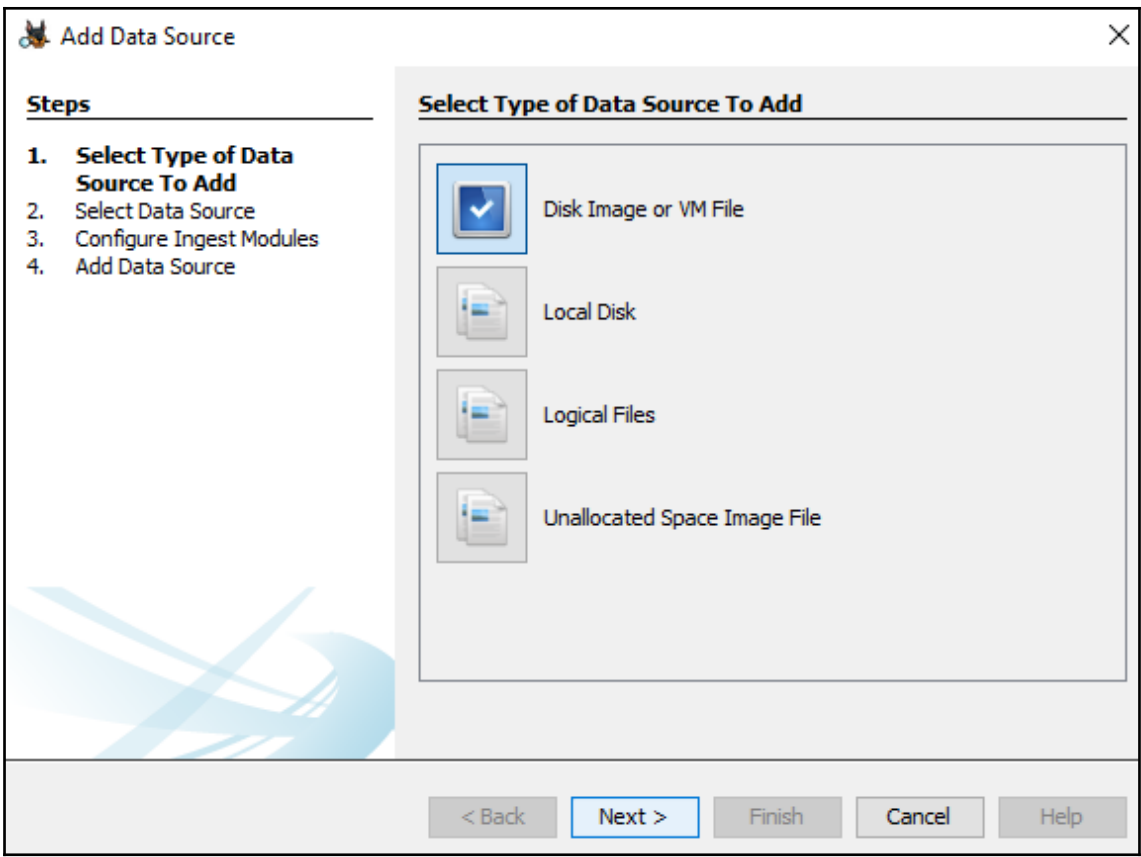 Add Data Source
Steps
1. Select Type of Data
Source To Add
2. Select Data Source
3. Configure Ingest Modules
4. Add Data Source
Select Type of Data Source To Add
Disk Image or VM File
Local Disk
Logical Files
Unallocated Space Image File
< Back
Next >
Finish
Cancel
Help